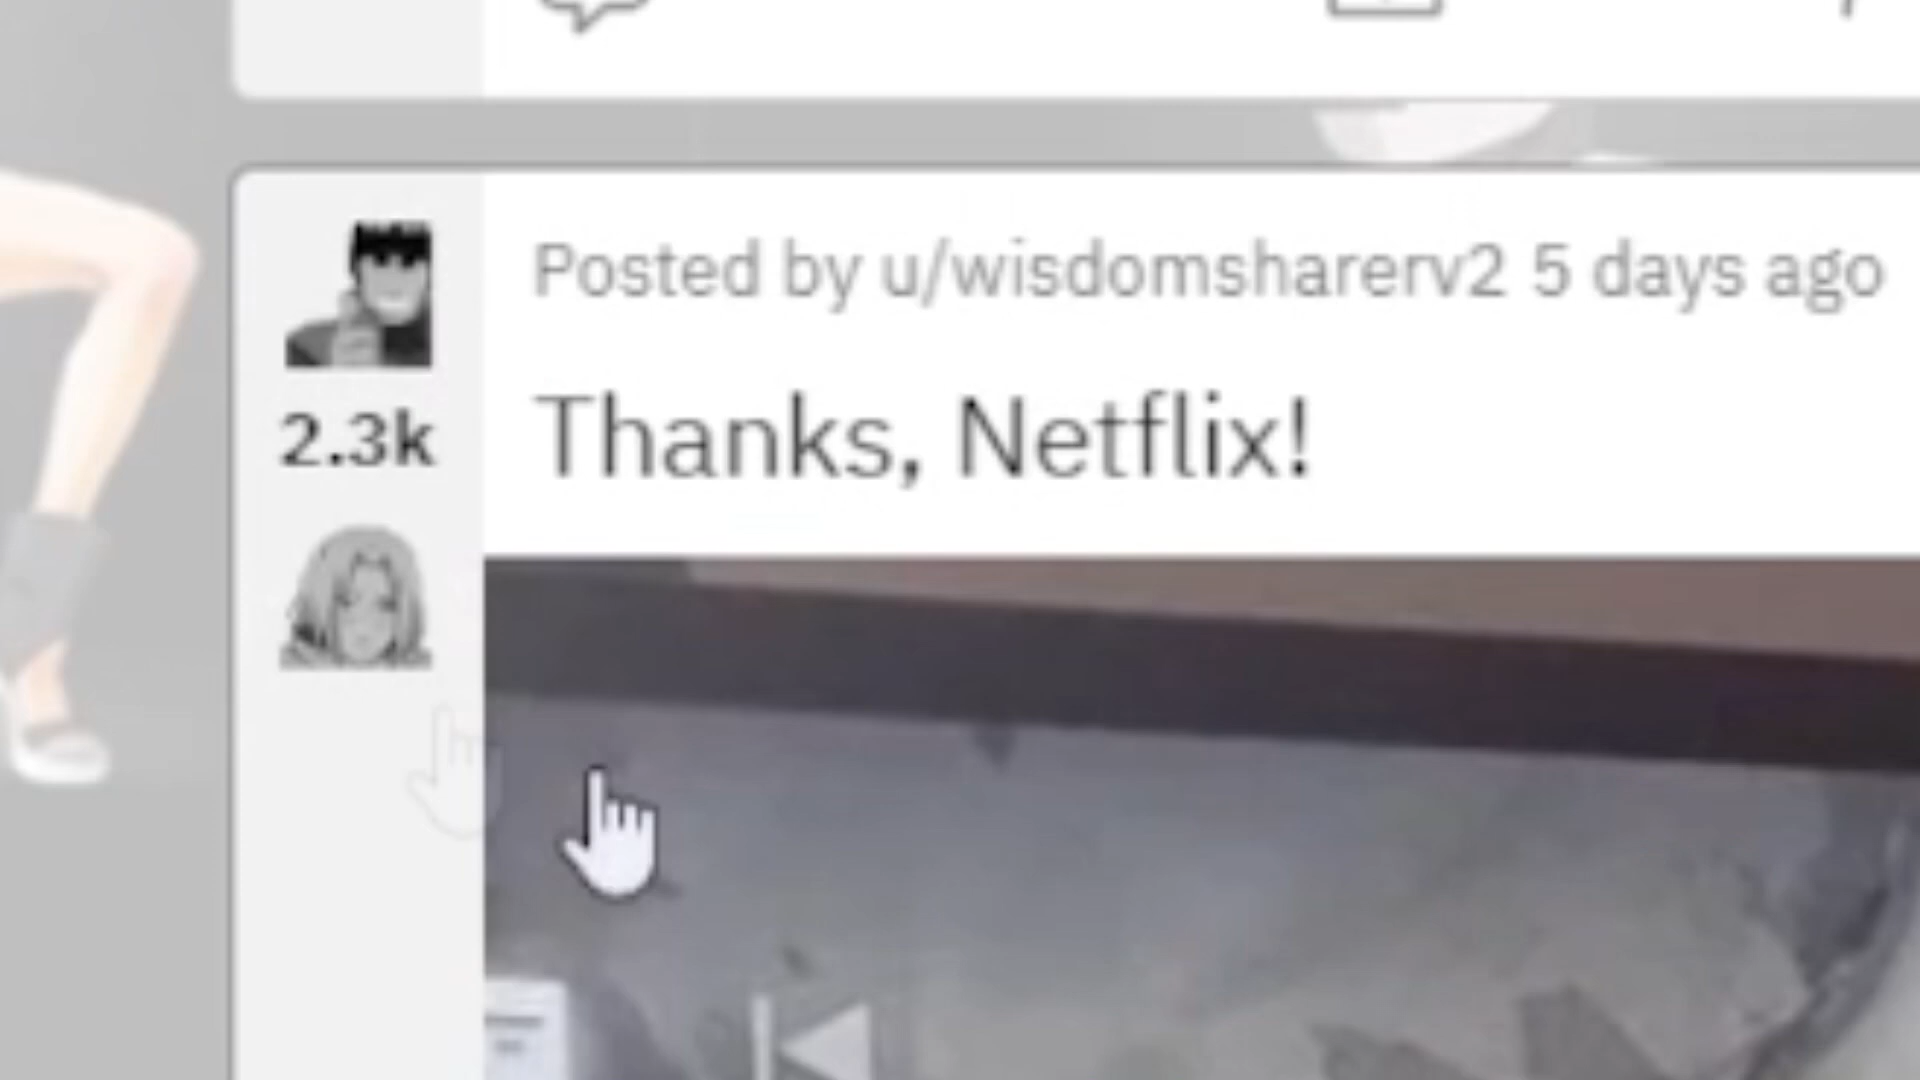 Posted by u/wisdomsharerv2 5 days ago
2.3k
Thanks, Netflix!